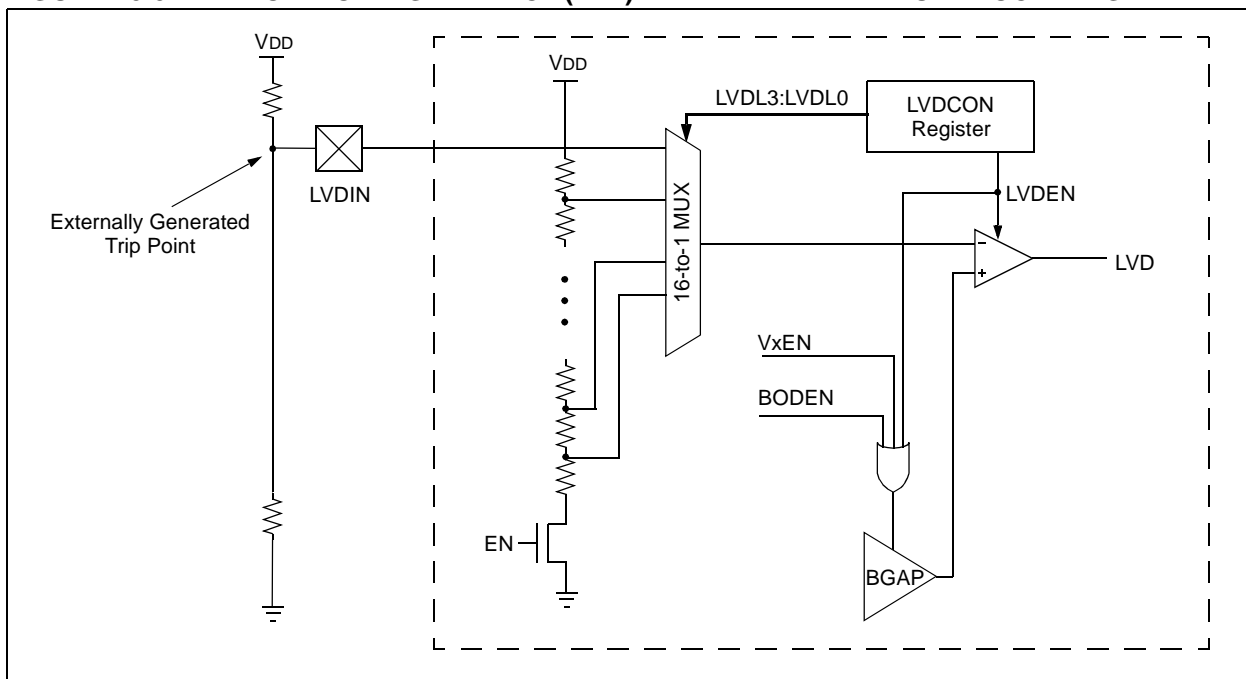 VDD
VDD
LVDL3:LVDL0
LVDCON
Register
LVDIN
LVDEN
Externally Generated
Trip Point
16-to-1 MUX
-
+
LVD
VxEN
BODEN
EN
BGAP